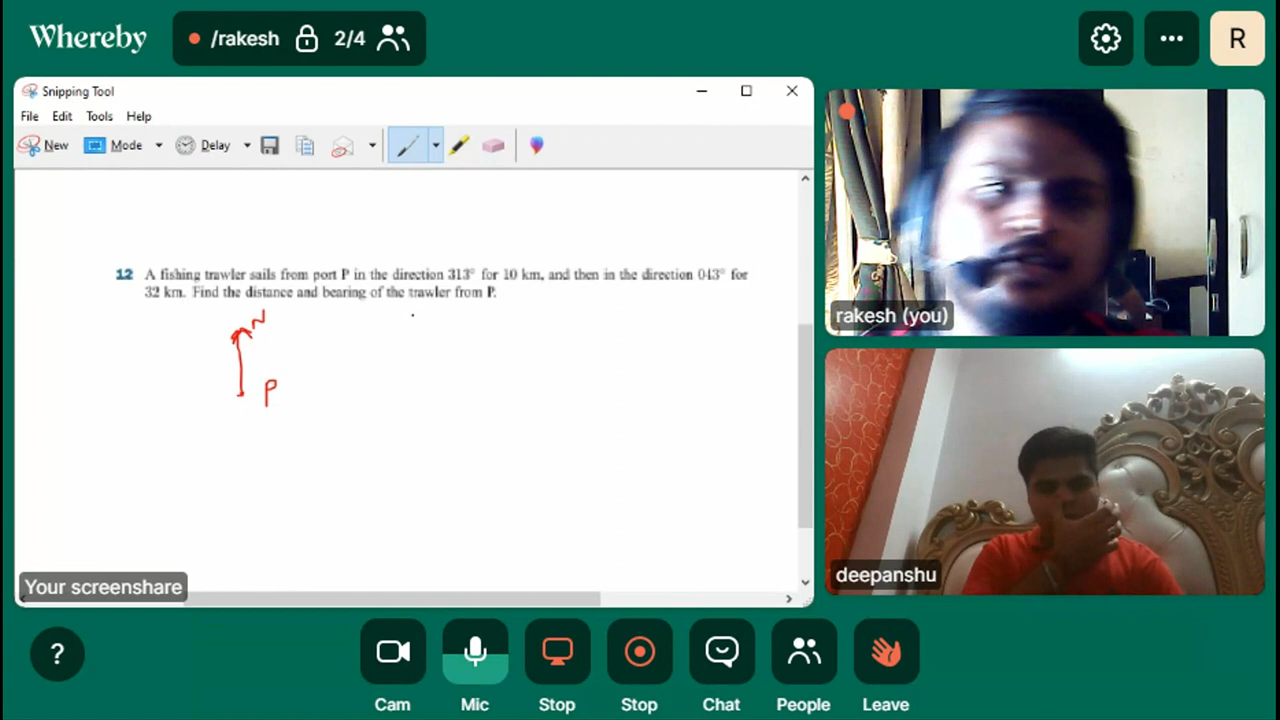 Whereby
/rakesh 2/4
R
Snipping Tool
File Edit Tools Help
New Mode Delay
12 A fishing trawler sails from port P in the direction 313° for 10 km, and then in the direction 043° for
32 km. Find the distance and bearing of the trawler from P.
N
P
Your screenshare
rakesh (you)
deepanshu
?
Cam Mic Stop Stop Chat People Leave